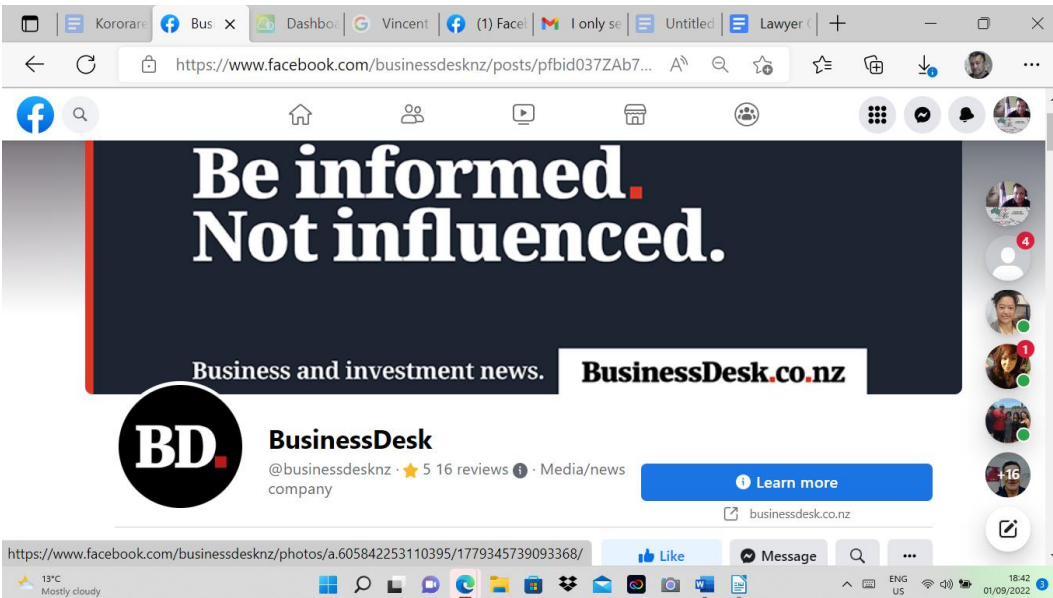 Kororare
Busi
Dashboa
Vincent
(1) Faceb
I only se
Untitled
Lawyer (
https://www.facebook.com/businessdesknz/posts/pfbid037ZAb7...
Be informed.
Not influenced.
Business and investment news.
BusinessDesk.co.nz
4
1
BD.
BusinessDesk
@businessdesknz · 5 16 reviews · Media/news
company
Learn more
businessdesk.co.nz
+16
https://www.facebook.com/businessdesknz/photos/a.605842253110395/1779345739093368/
Like
Message
13°C
Mostly cloudy
ENG
US
18:42
01/09/2022
3